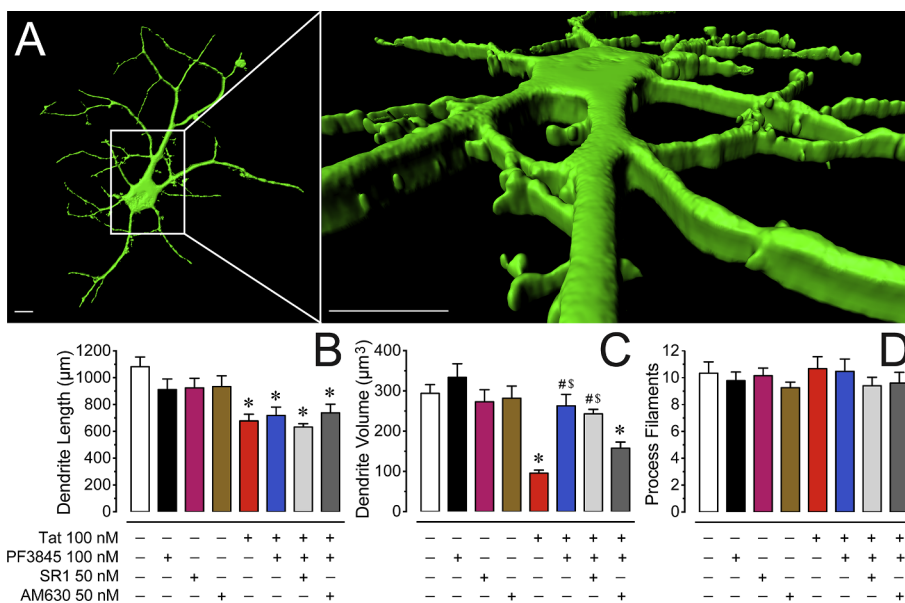 A
B
Dendrite Length (µm)
1200
1000
800
600
400
200
0
* * * *
C
Dendrite Volume (µm³)
400
300
200
100
0
* #$ #$ *
D
Process Filaments
12
10
8
6
4
2
0
Tat 100 nM – – – – + + + + – – – – + + + + – – – – + + + +
PF3845 100 nM – + – – – + + + – + – – – + + + – + – – – + + +
SR1 50 nM – – + – – – + – – – + – – – + – – – + – – – + –
AM630 50 nM – – – + – – – + – – – + – – – + – – – + – – – +